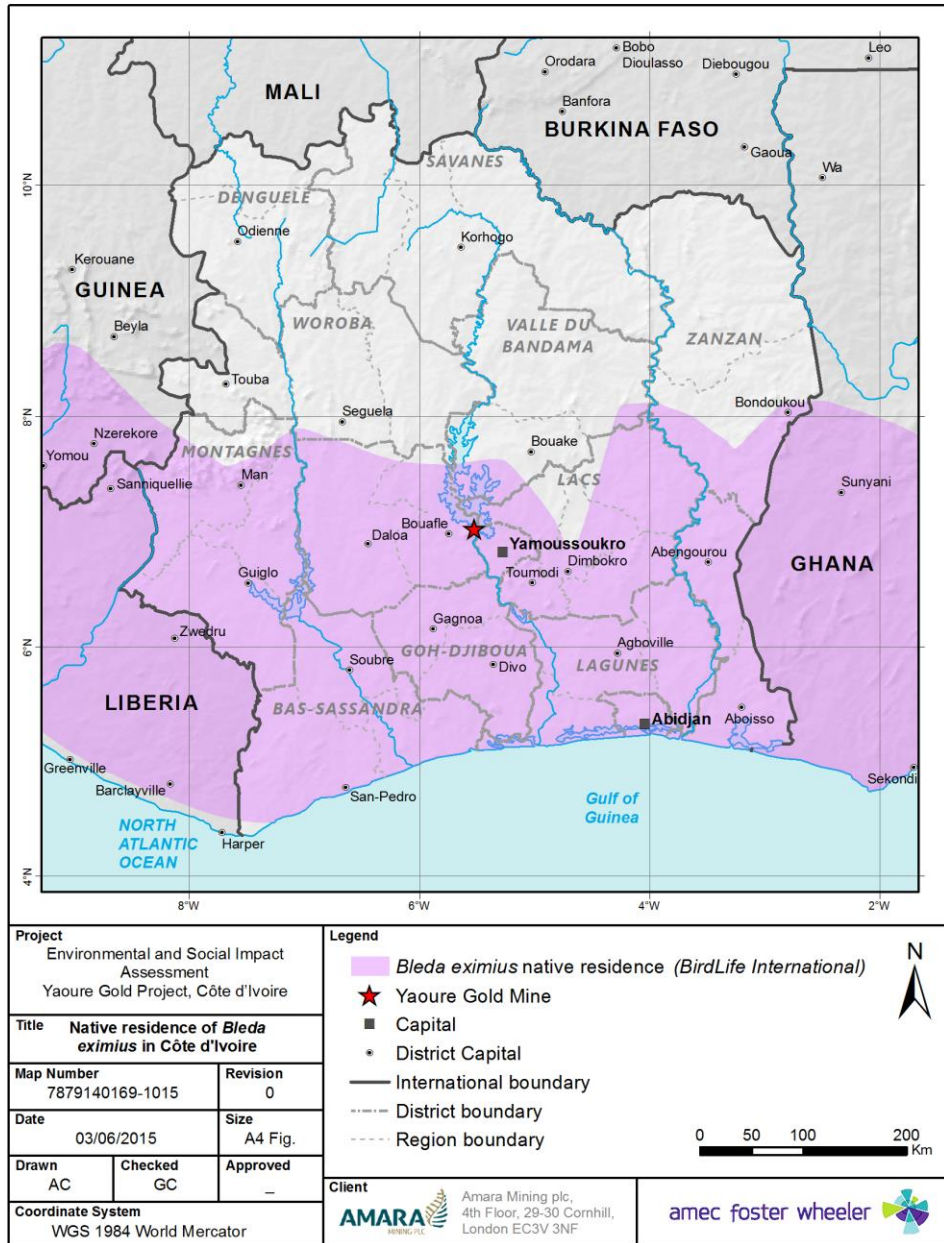 Leo
Bobo
Dioulasso
Orodara
Diebougou
MALI
Banfora
BURKINA FASO
Gaoua
SAVANES
Wa
10°N
10°N
DENGUELE
Odienne
Korhogo
Kerouane
GUINEA
WOROBA
VALLE DU
BANDAMA
ZANZAN
Beyla
Touba
Seguela
Bondoukou
8°N
8°N
Nzerekore
MONTAGNES
Bouake
Yomou
Sanniquellie
Man
LACS
Sunyani
Bouafle
Daloa
Yamoussoukro
Abengourou
Dimbokro
Toumodi
GHANA
Guiglo
Zwedru
Gagnoa
Agboville
6°N
6°N
GOH-DJIBOUA
Soubre
Divo
LAGUNES
LIBERIA
BAS-SASSANDRA
Abidjan
Aboisso
Greenville
Barclayville
San-Pedro
Sekondi
Gulf of
Guinea
NORTH
ATLANTIC
OCEAN
Harper
4°N
4°N
8°W
6°W
4°W
2°W
Project
Environmental and Social Impact
Assessment
Yaoure Gold Project, Côte d'Ivoire
Title Native residence of Bleda
eximius in Côte d'Ivoire
Map Number
7879140169-1015
Revision
0
Date
03/06/2015
Size
A4 Fig.
Drawn
AC
Checked
GC
Approved
_
Coordinate System
WGS 1984 World Mercator
Legend
Bleda eximius native residence (BirdLife International)
Yaoure Gold Mine
Capital
District Capital
International boundary
District boundary
Region boundary
N
0 50 100 200
Km
Client
AMARA
MINING PLC
Amara Mining plc,
4th Floor, 29-30 Cornhill,
London EC3V 3NF
amec foster wheeler